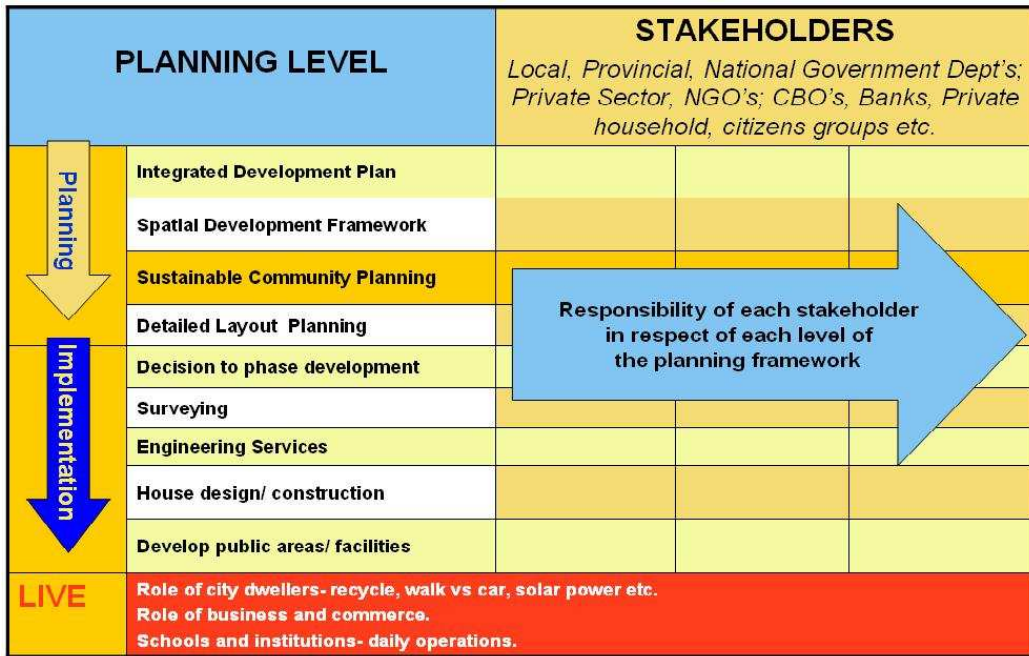 PLANNING LEVEL
STAKEHOLDERS
Local, Provincial, National Government Dept's;
Private Sector, NGO's; CBO's, Banks, Private
household, citizens groups etc.
Planning
Integrated Development Plan
Spatial Development Framework
Sustainable Community Planning
Detailed Layout Planning
Responsibility of each stakeholder
in respect of each level of
the planning framework
Implementation
Decision to phase development
Surveying
Engineering Services
House design/ construction
Develop public areas/ facilities
LIVE
Role of city dwellers- recycle, walk vs car, solar power etc.
Role of business and commerce.
Schools and institutions- daily operations.